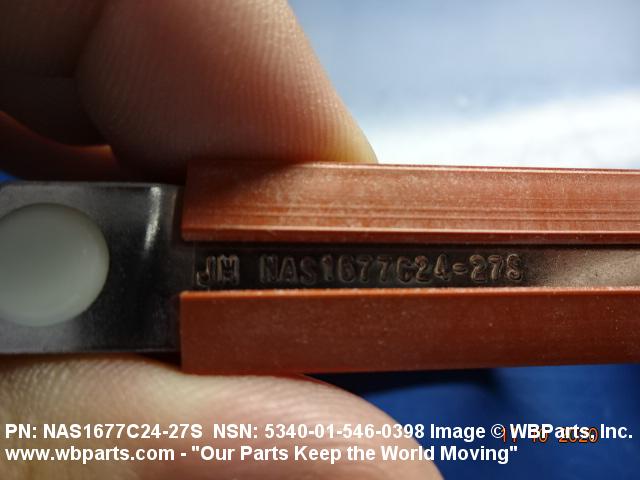 JM NAS1677C24-27S
PN: NAS1677C24-27S NSN: 5340-01-546-0398 Image © WBParts, Inc.
www.wbparts.com - "Our Parts Keep the World Moving"